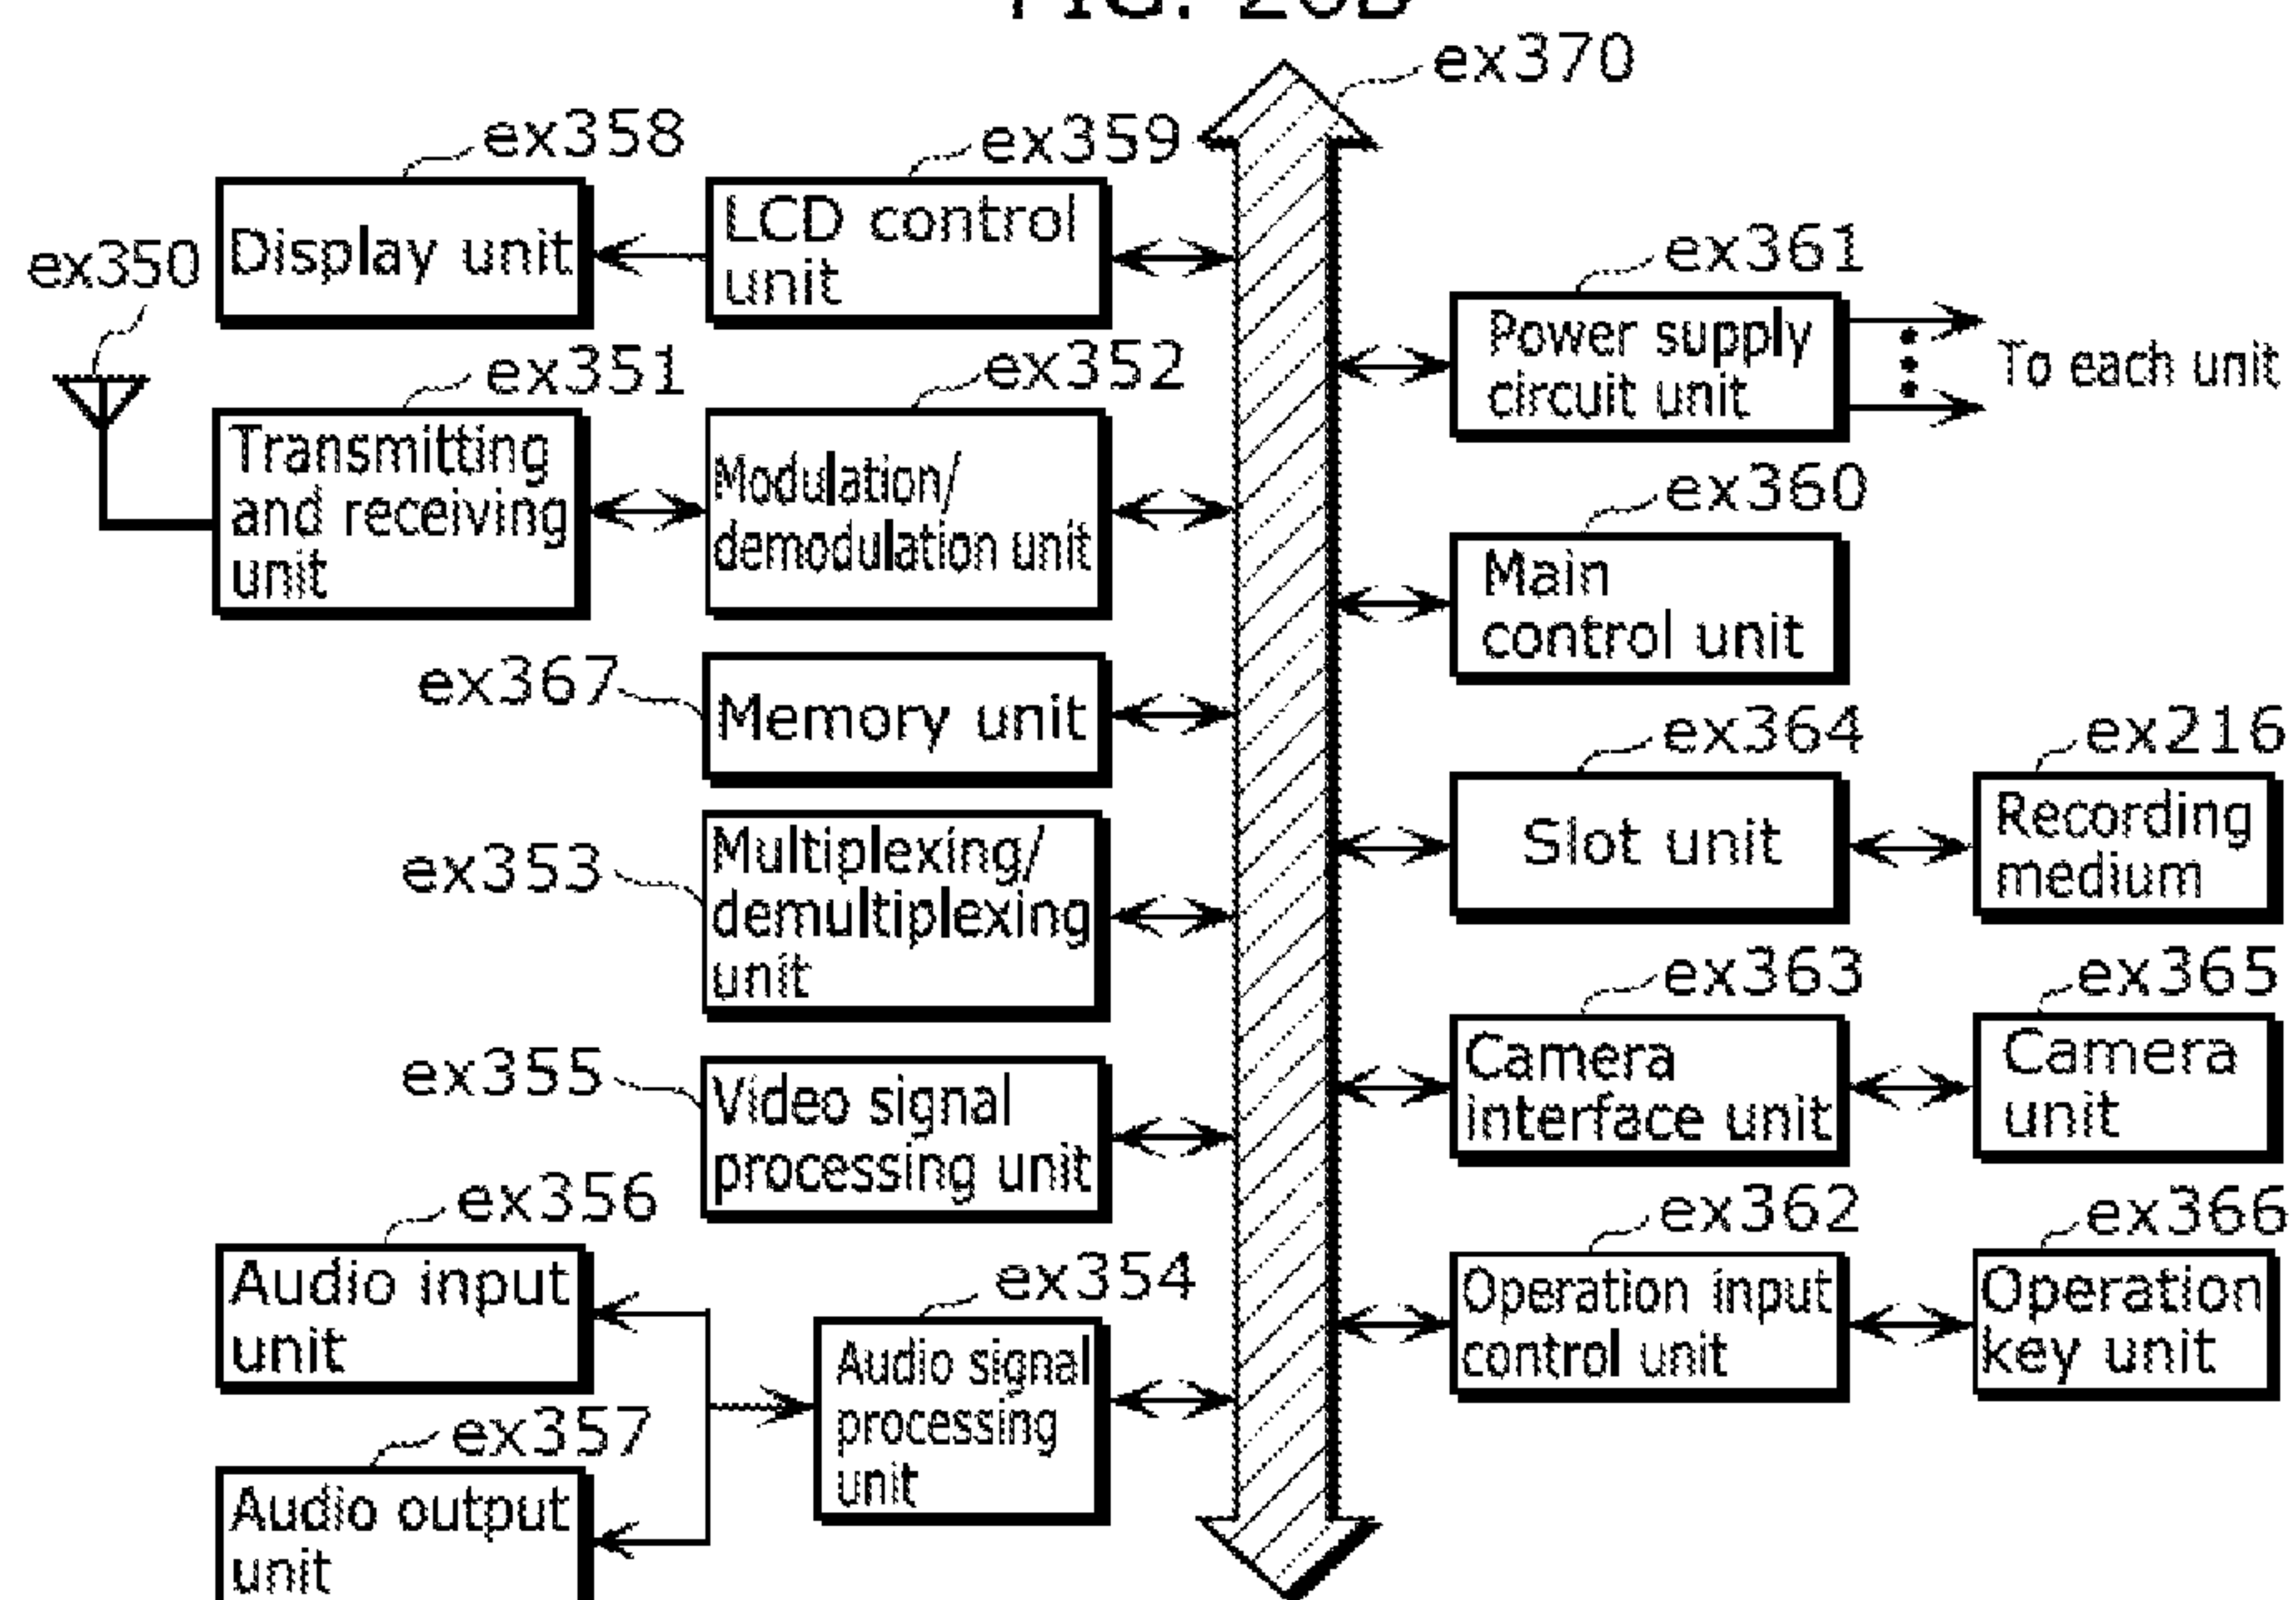 ex370
ex358
ex359
ex350
Display unit
LCD control
unit
ex361
Power supply
circuit unit
To each unit
ex351
ex352
Transmitting
and receiving
unit
Modulation/
demodulation unit
ex360
Main
control unit
ex367
Memory unit
ex364
Slot unit
ex216
Recording
medium
ex353
Multiplexing/
demultiplexing
unit
ex363
Camera
interface unit
ex365
Camera
unit
ex355
Video signal
processing unit
ex356
Audio input
unit
ex354
Audio signal
processing
unit
ex362
Operation input
control unit
ex366
Operation
key unit
ex357
Audio output
unit